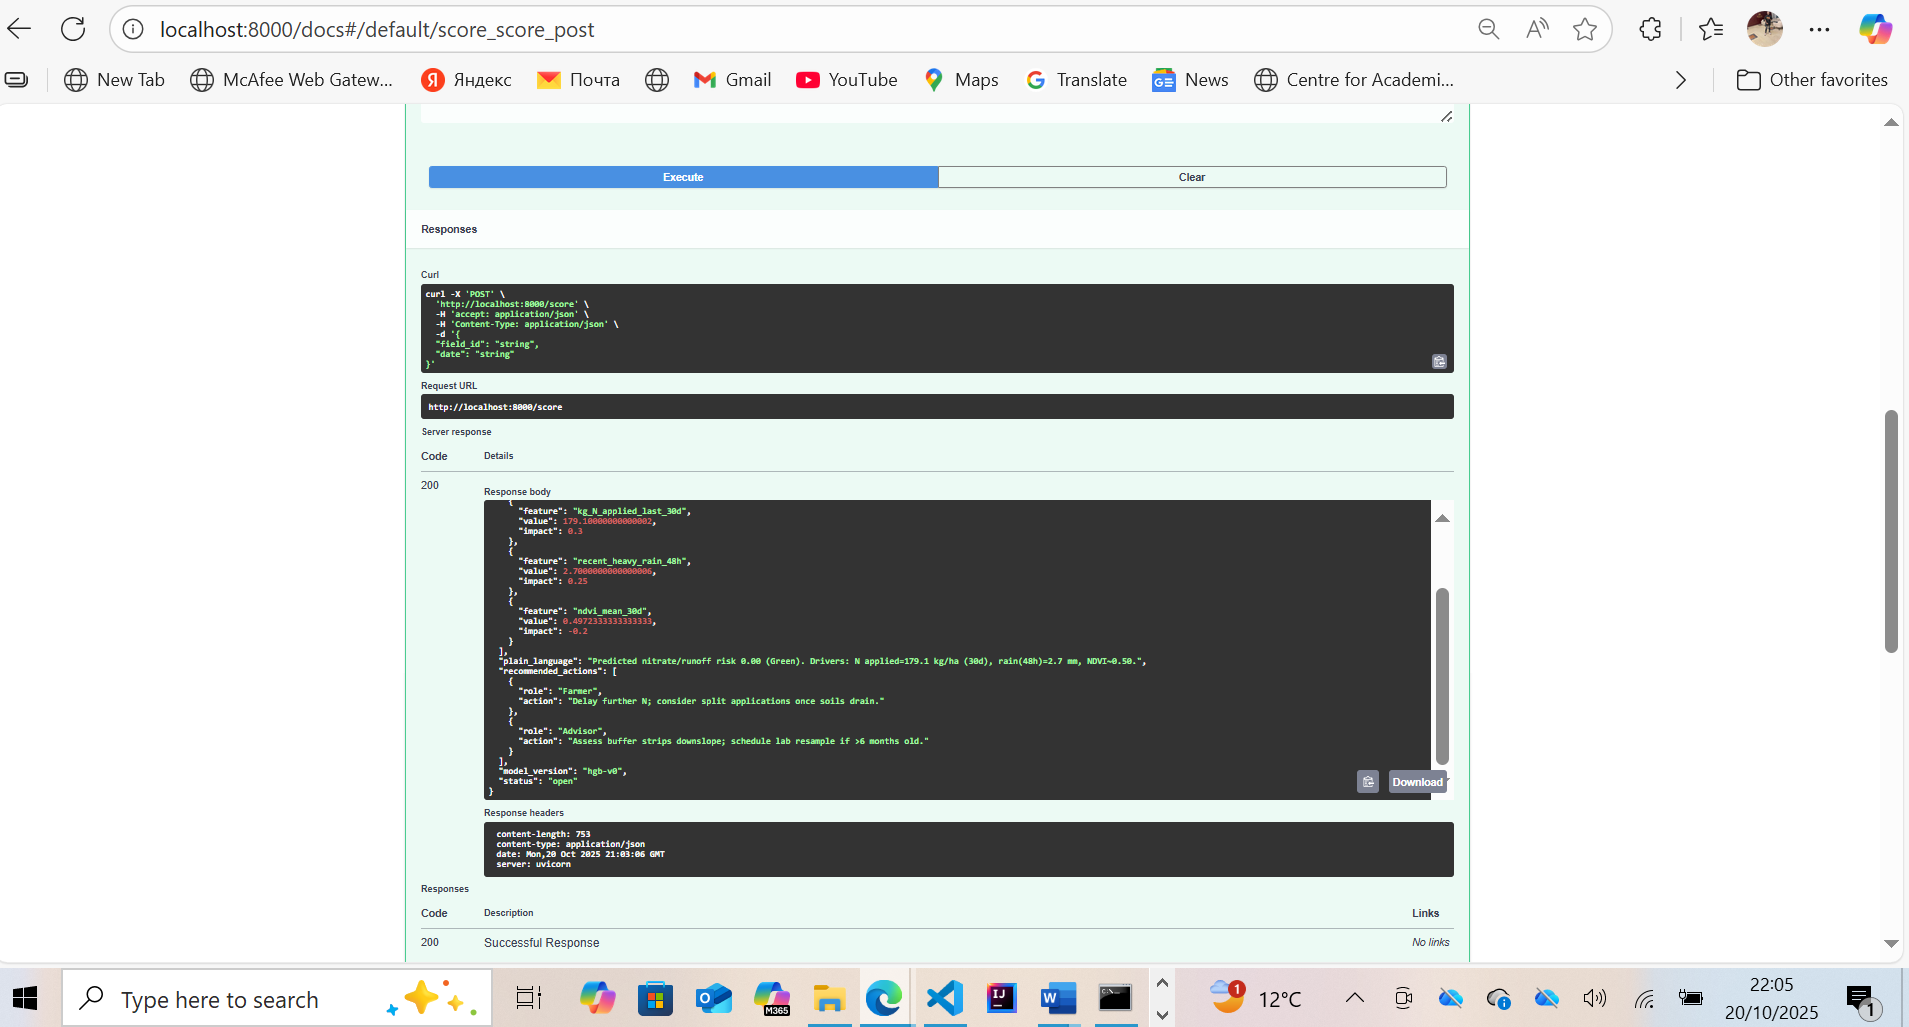 localhost:8000/docs#/default/score_score_post
New Tab
McAfee Web Gatew...
Яндекс
Почта
Gmail
YouTube
Maps
Translate
News
Centre for Academi...
Other favorites
Execute
Clear
Responses
Curl
curl -X 'POST' \
'http://localhost:8000/score' \
-H 'accept: application/json' \
-H 'Content-Type: application/json' \
-d '{
"field_id": "string",
"date": "string"
}'
Request URL
http://localhost:8000/score
Server response
Code
Details
200
Response body
{
"feature": "kg_N_applied_last_30d",
"value": 179.10000000000002,
"impact": 0.3
},
{
"feature": "recent_heavy_rain_48h",
"value": 2.7000000000000006,
"impact": 0.25
},
{
"feature": "ndvi_mean_30d",
"value": 0.4972333333333333,
"impact": -0.2
}
],
"plain_language": "Predicted nitrate/runoff risk 0.00 (Green). Drivers: N applied=179.1 kg/ha (30d), rain(48h)=2.7 mm, NDVI~0.50.",
"recommended_actions": [
{
"role": "Farmer",
"action": "Delay further N; consider split applications once soils drain."
},
{
"role": "Advisor",
"action": "Assess buffer strips downslope; schedule lab resample if >6 months old."
}
],
"model_version": "hgb-v0",
"status": "open"
}
Download
Response headers
content-length: 753
content-type: application/json
date: Mon,20 Oct 2025 21:03:06 GMT
server: uvicorn
Responses
Code
Description
Links
200
Successful Response
No links
Type here to search
M365
1
12°C
22:05
20/10/2025
1